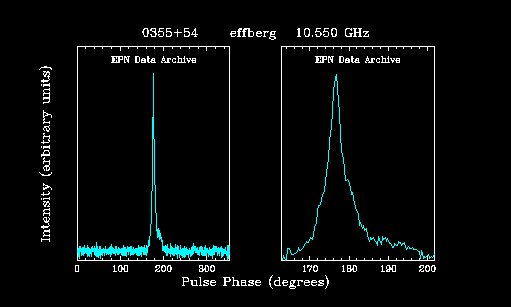 0355+54 effberg 10.550 GHz
EPN Data Archive
EPN Data Archive
Intensity (arbitrary units)
0 100 200 300
170 180 190 200
Pulse Phase (degrees)